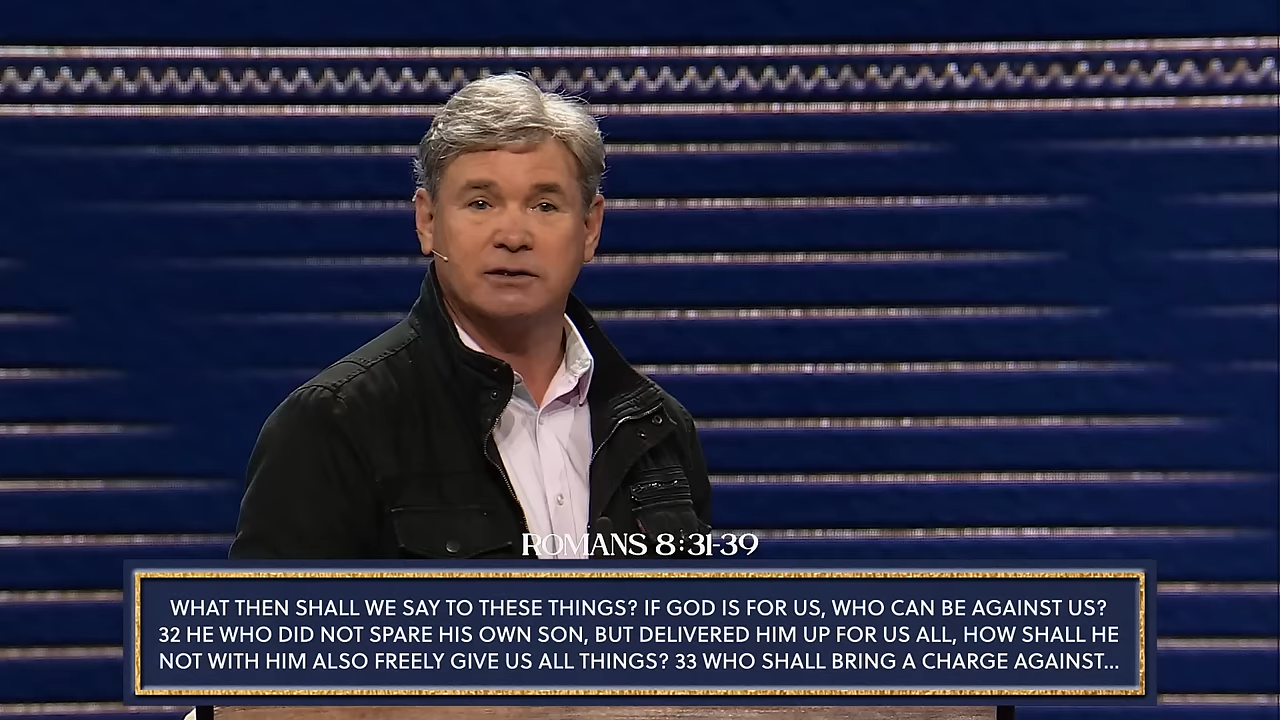 ROMANS 8:31-39
WHAT THEN SHALL WE SAY TO THESE THINGS? IF GOD IS FOR US, WHO CAN BE AGAINST US?
32 HE WHO DID NOT SPARE HIS OWN SON, BUT DELIVERED HIM UP FOR US ALL, HOW SHALL HE
NOT WITH HIM ALSO FREELY GIVE US ALL THINGS? 33 WHO SHALL BRING A CHARGE AGAINST...